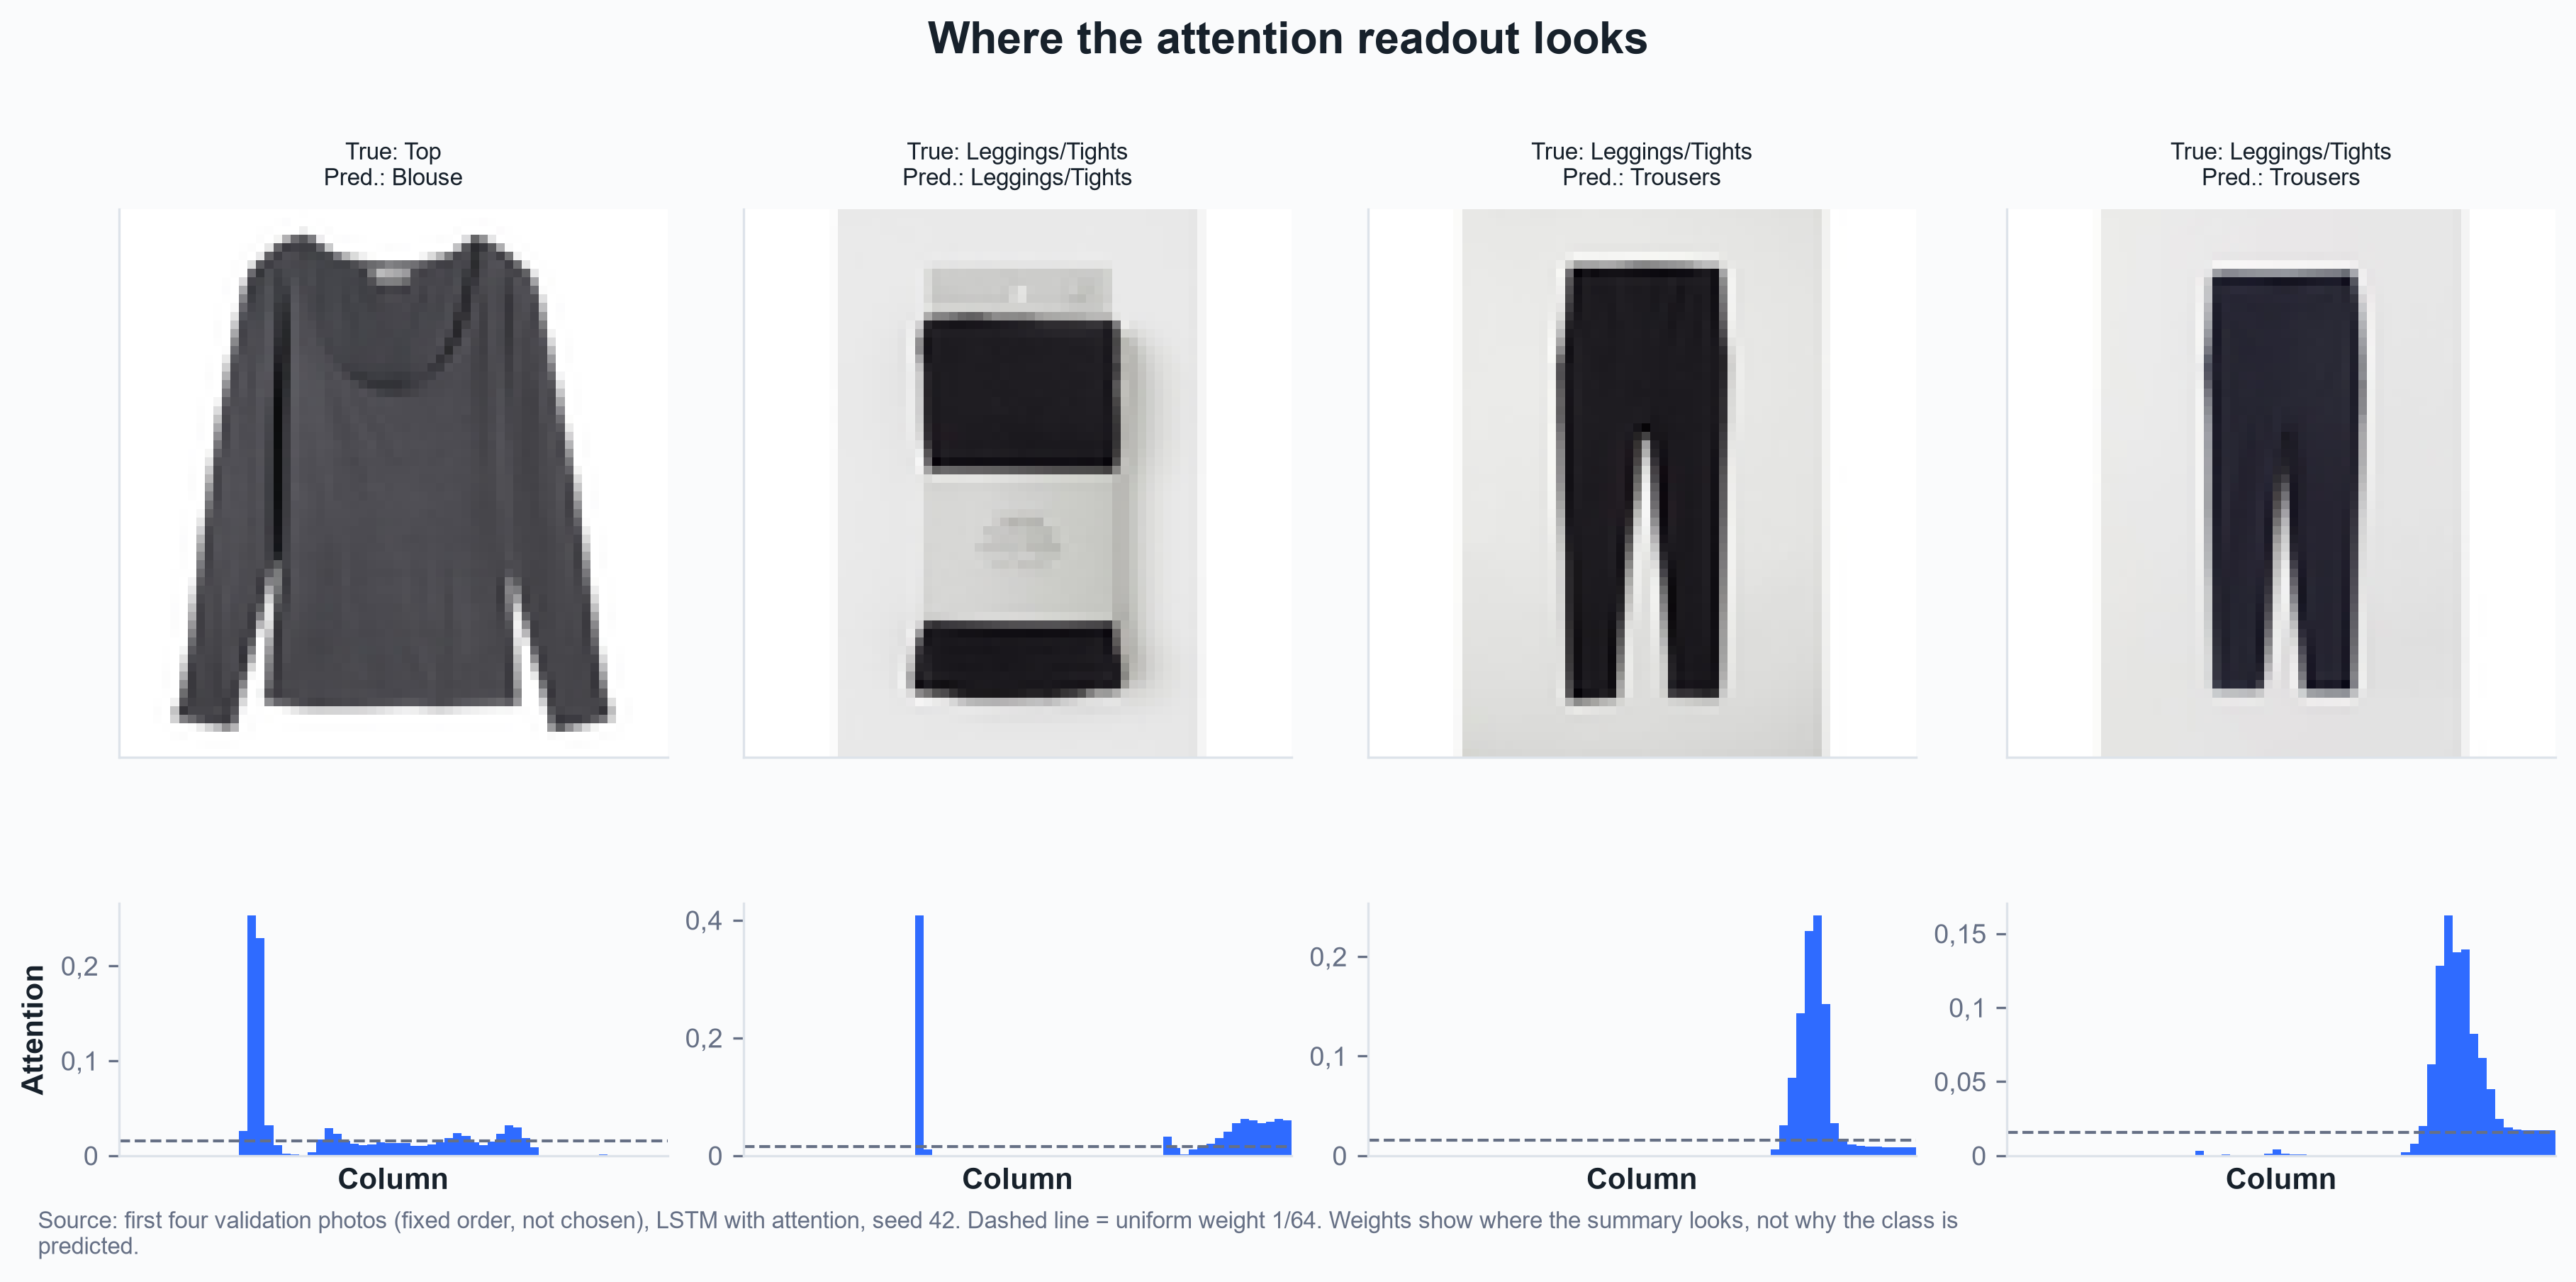 Where the attention readout looks
True: Top
Pred.: Blouse
True: Leggings/Tights
Pred.: Leggings/Tights
True: Leggings/Tights
Pred.: Trousers
True: Leggings/Tights
Pred.: Trousers
Attention
0,2
0,1
0
Column
0,4
0,2
0
Column
0,2
0,1
0
Column
0,15
0,1
0,05
0
Column
Source: first four validation photos (fixed order, not chosen), LSTM with attention, seed 42. Dashed line = uniform weight 1/64. Weights show where the summary looks, not why the class is
predicted.